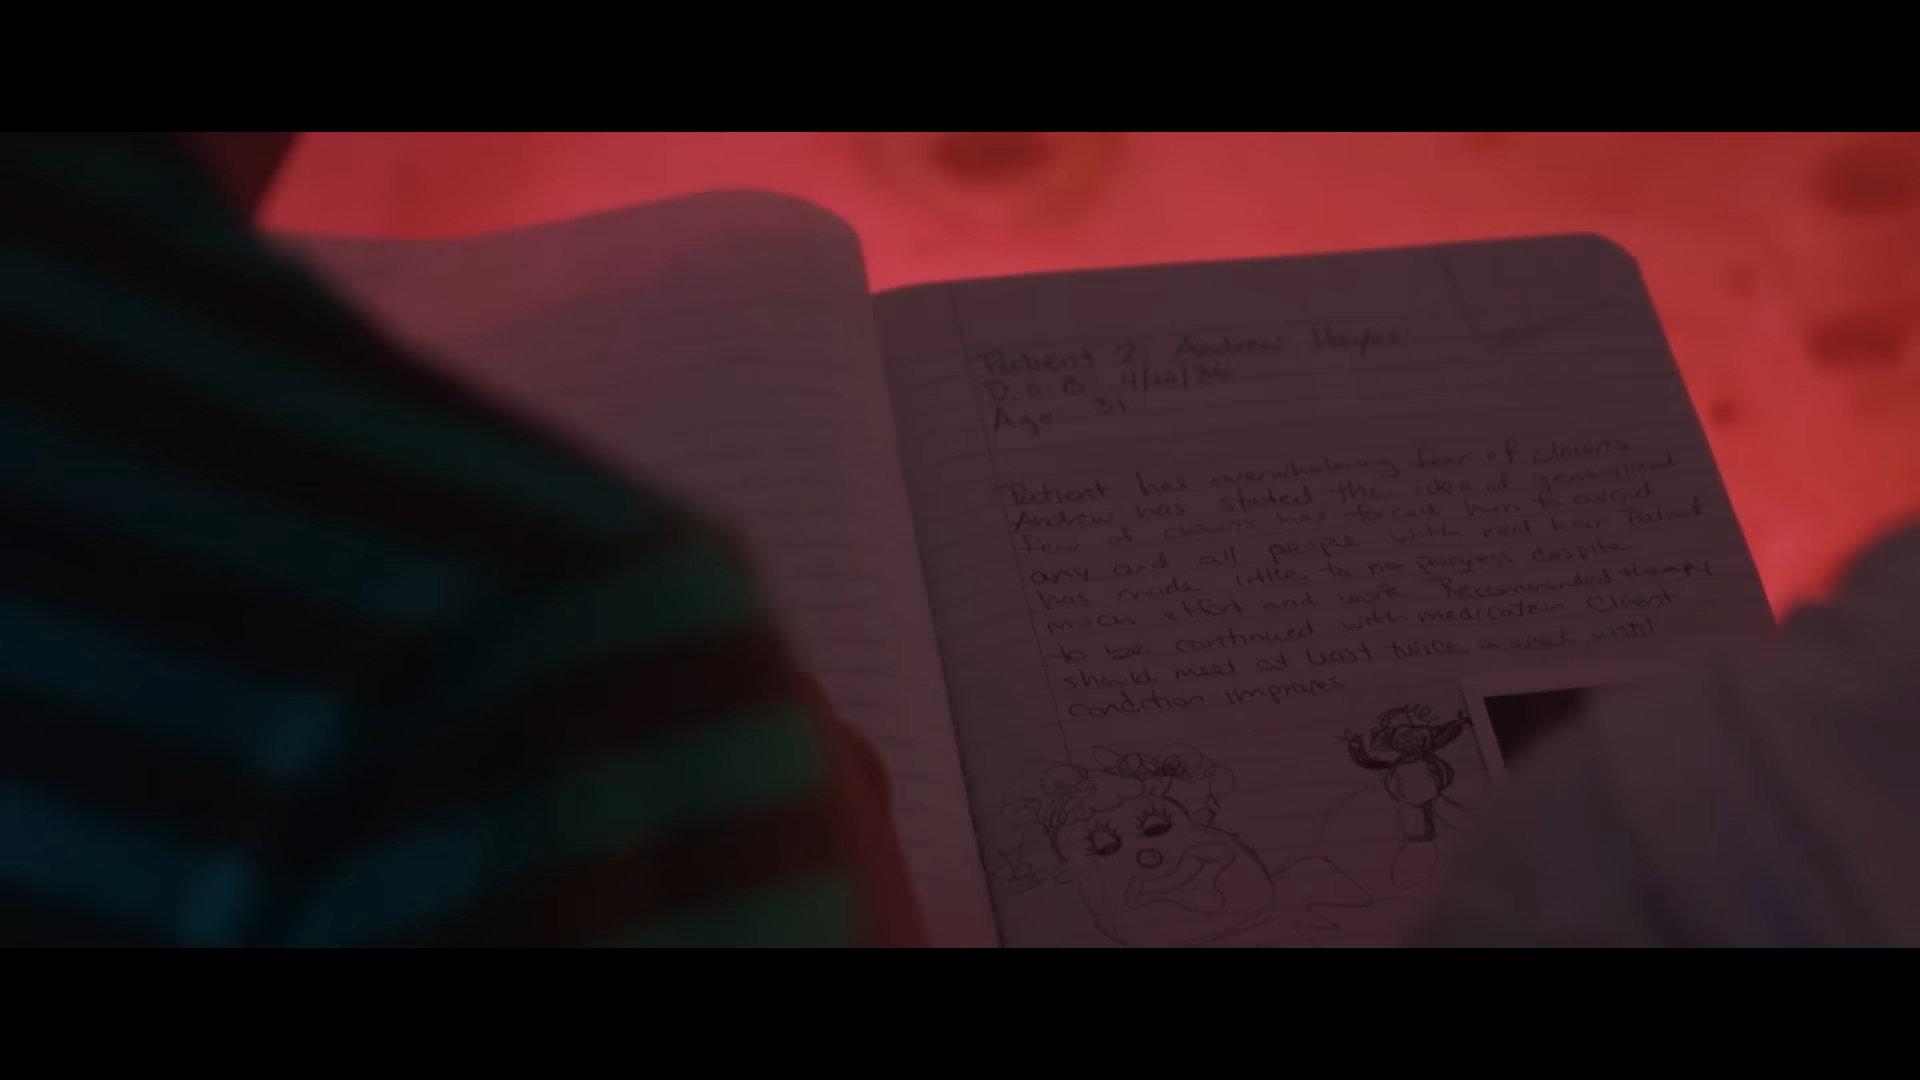 Patient 2: Andrew Hayes
D.O.B. 4/20/86
Age: 31
Patient has overwhelming fear of clowns
Andrew has stated the idea of generalized
fear of clowns has forced him to avoid
any and all people with red hair Patient
has made little to no progress despite
much effort and work Recommended therapy
to be continued with medication Client
should meet at least twice a week until
condition improves